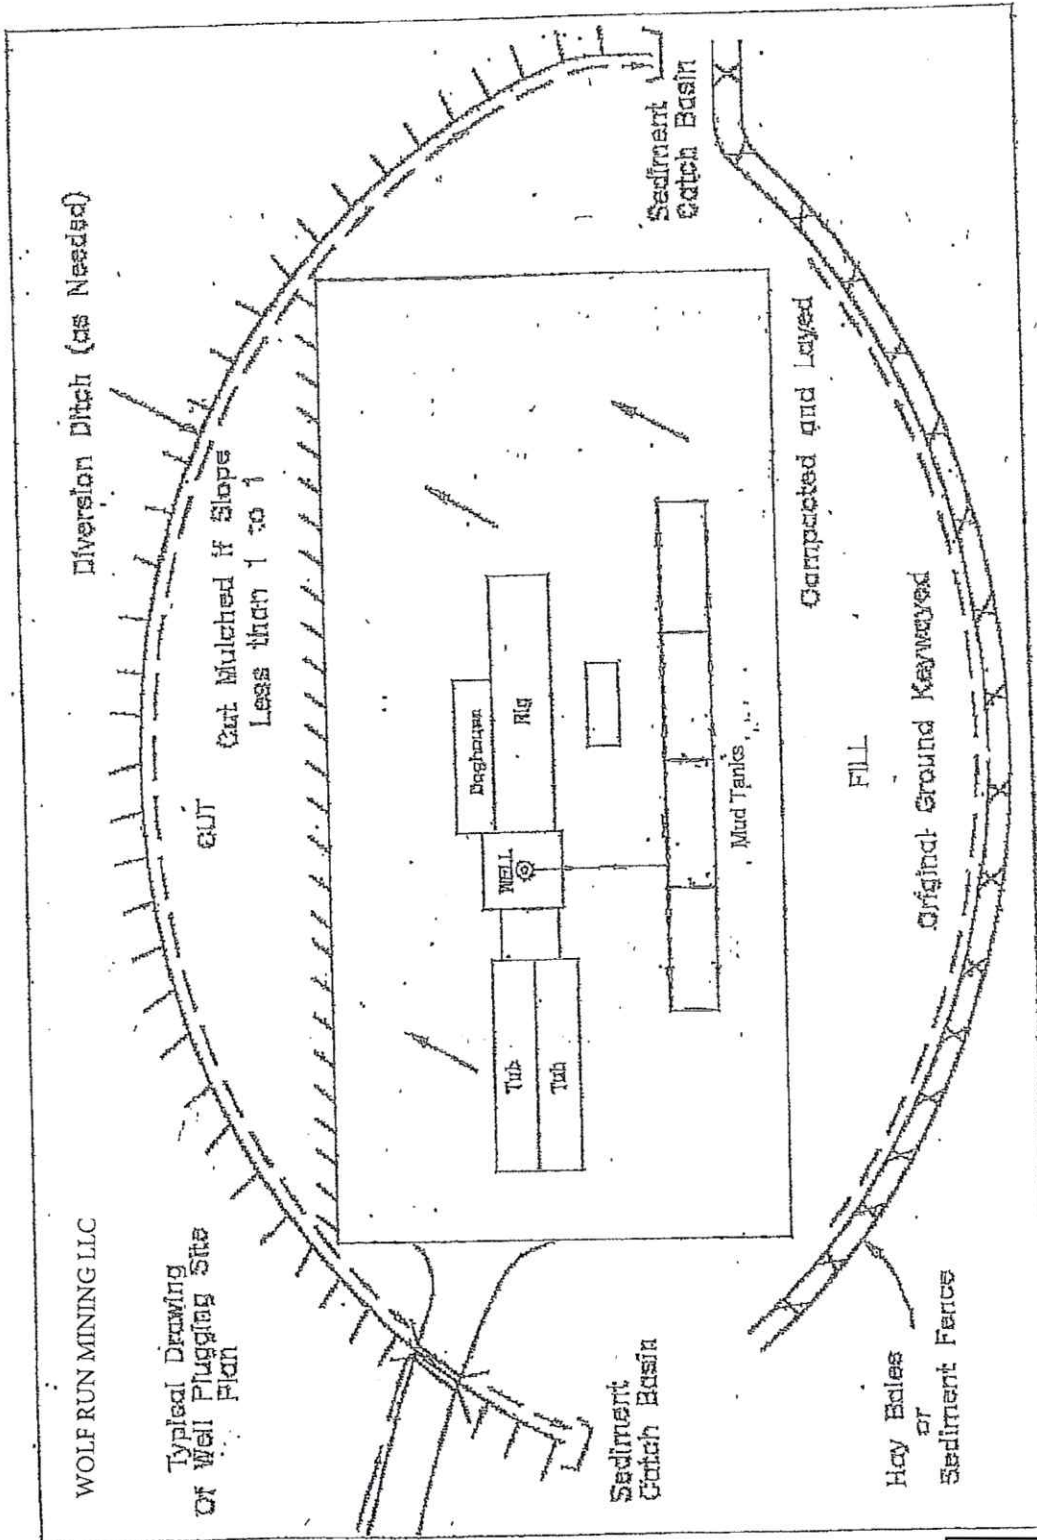 WOLF RUN MINING LLC
Typical Drawing
Of Well Plugging Site
Plan
Diversion Ditch (as Needed)
Cut Mulched if Slope
Less than 1 to 1
CUT
Sediment
Catch Basin
Doghouse
Rig
WELL
Tub
Tub
Mud Tanks
Compacted and Layed
FILL
Original Ground Keywayed
Sediment
Catch Basin
Hay Bales
or
Sediment Fence